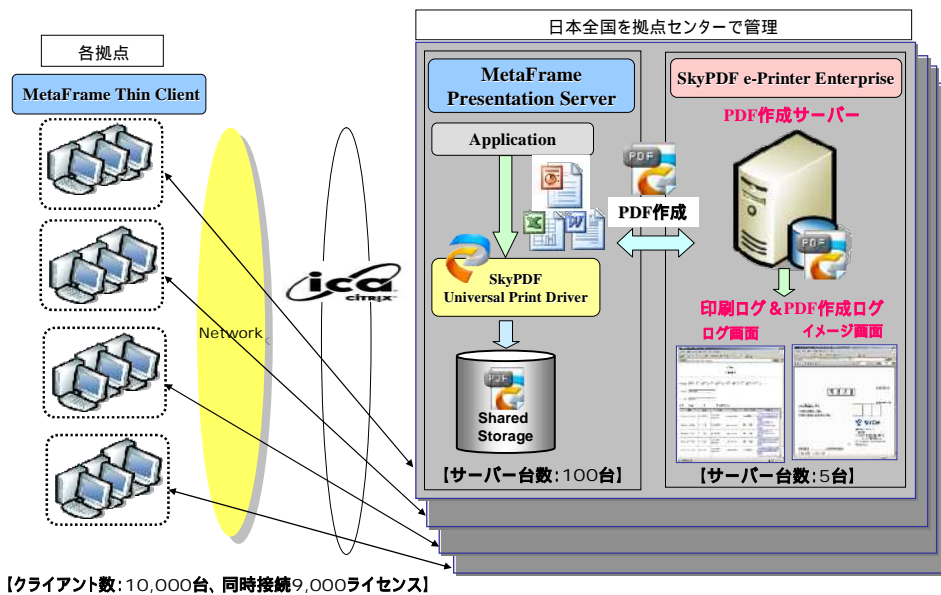 日本全国を拠点センターで管理
各拠点
MetaFrame Thin Client
MetaFrame
Presentation Server
SkyPDF e-Printer Enterprise
PDF作成サーバー
Application
PDF
PDF作成
PDF
SkyPDF
Universal Print Driver
ica
CİTRIX
Network
印刷ログ&PDF作成ログ
ログ画面
イメージ画面
PDF
Shared
Storage
【サーバー台数:100台】
【サーバー台数:5台】
【クライアント数:10,000台、同時接続9,000ライセンス】